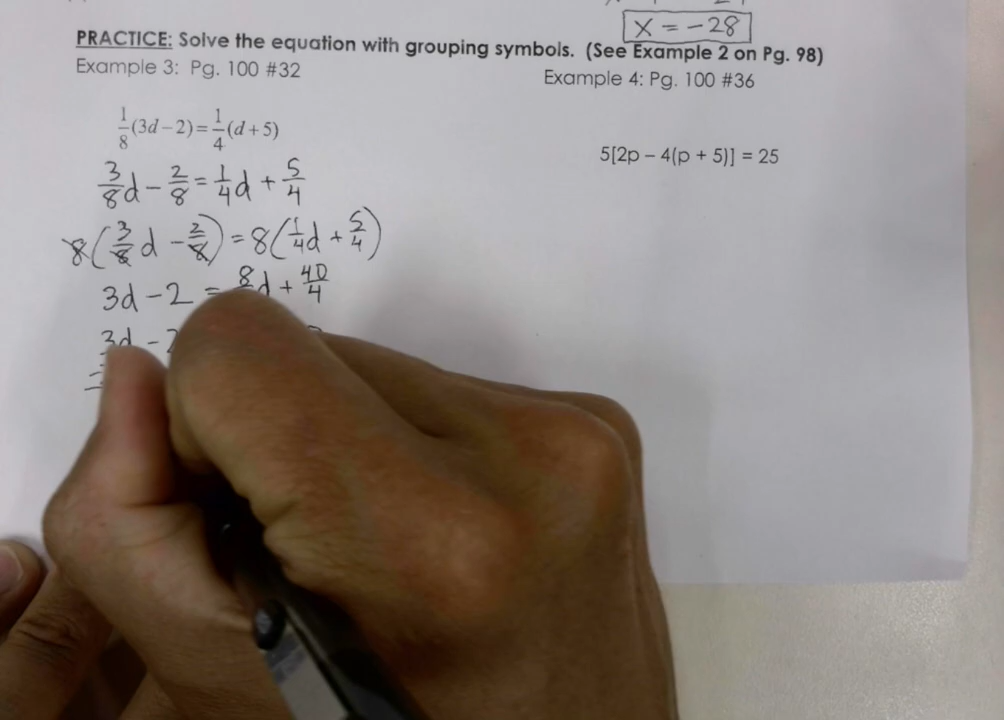 x = -28
PRACTICE: Solve the equation with grouping symbols. (See Example 2 on Pg. 98)
Example 3: Pg. 100 #32
Example 4: Pg. 100 #36
1/8(3d – 2) = 1/4(d + 5)
5[2p – 4(p + 5)] = 25
3/8d - 2/8 = 1/4d + 5/4
8(3/8d - 2/8) = 8(1/4d + 5/4)
3d - 2 = 8 d + 40/4
3d -